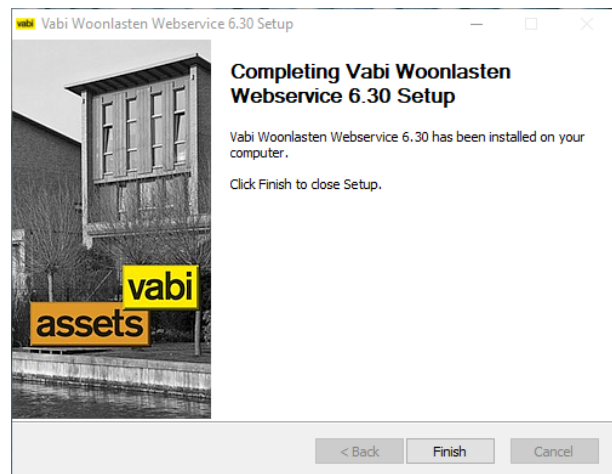 vabi Vabi Woonlasten Webservice 6.30 Setup
Completing Vabi Woonlasten
Webservice 6.30 Setup
Vabi Woonlasten Webservice 6.30 has been installed on your
computer.
Click Finish to close Setup.
vabi
assets
< Back Finish Cancel